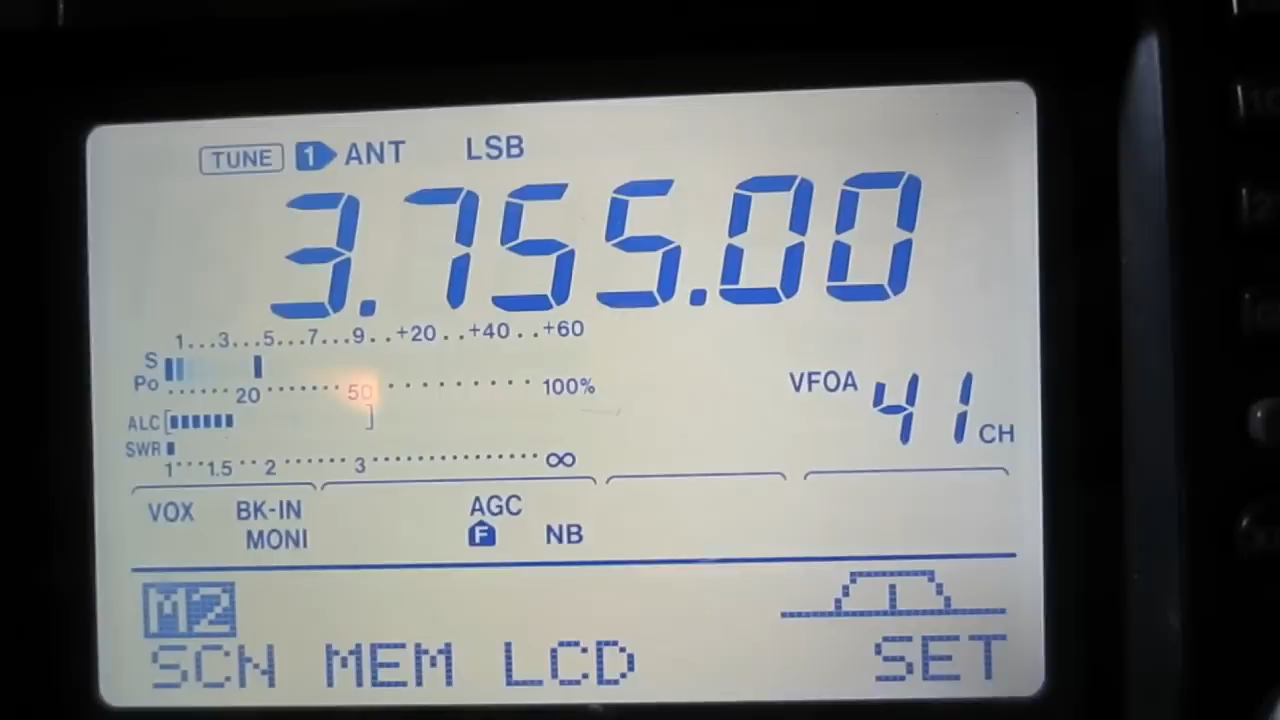 TUNE 1 ANT LSB
3.755.00
1...3...5...7...9..+20..+40..+60
S
Po ......20.......50..........100%
VFOA 41 CH
ALC
SWR
1...1.5..2......3................∞
VOX BK-IN AGC
MONI F NB
M2
SCN MEM LCD SET